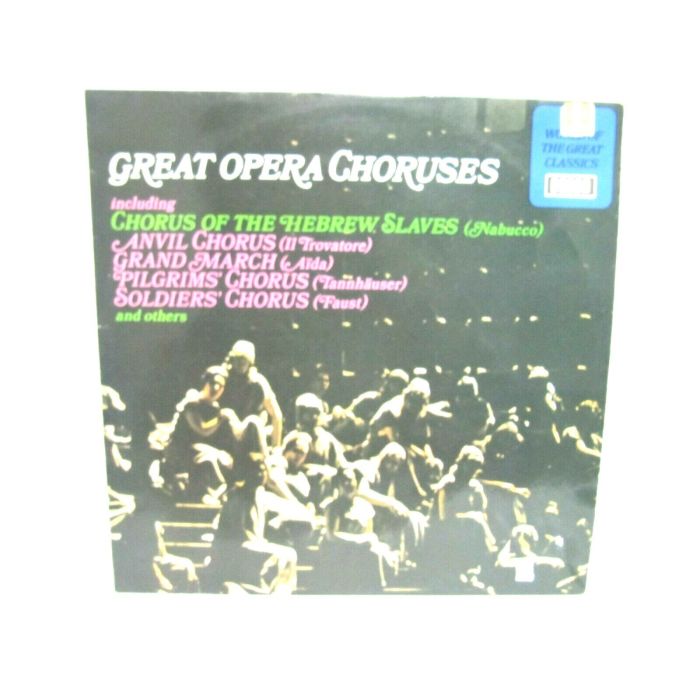 GREAT OPERA CHORUSES
including
CHORUS OF THE HEBREW SLAVES (Nabucco)
ANVIL CHORUS (Il Trovatore)
GRAND MARCH (Aïda)
PILGRIMS' CHORUS (Tannhäuser)
SOLDIERS' CHORUS (Faust)
and others
THE GREAT
CLASSICS